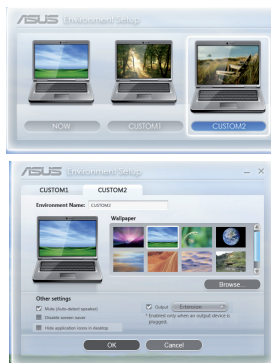 ASUS Environment Setup
NOW
CUSTOM1
CUSTOM2
ASUS Environment Setup
CUSTOM1 CUSTOM2
Environment Name: CUSTOM2
Wallpaper
Browse...
Other settings
Mute (Auto-detect speaker)
Disable screen saver
Hide application icons in desktop
Output Extension
* Enabled only when an output device is
plugged.
OK Cancel